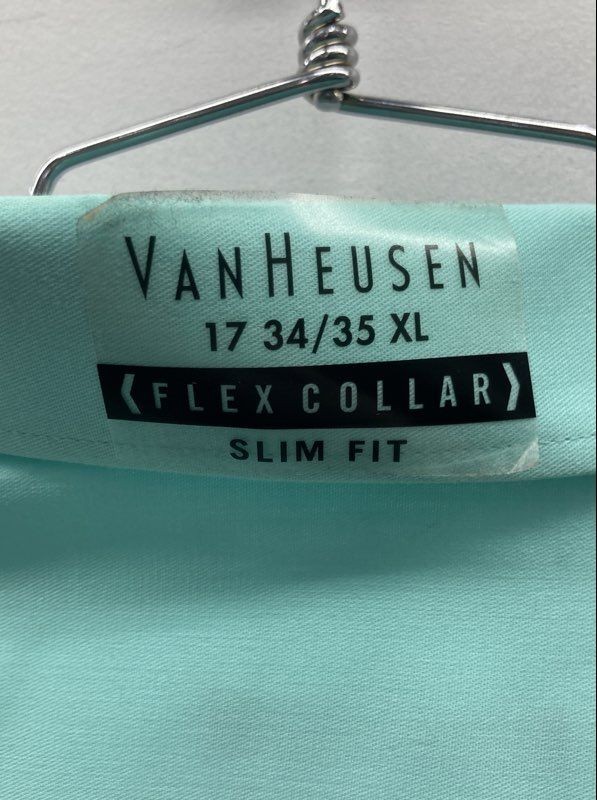 VANHEUSEN
17 34/35 XL
FLEX COLLAR
SLIM FIT